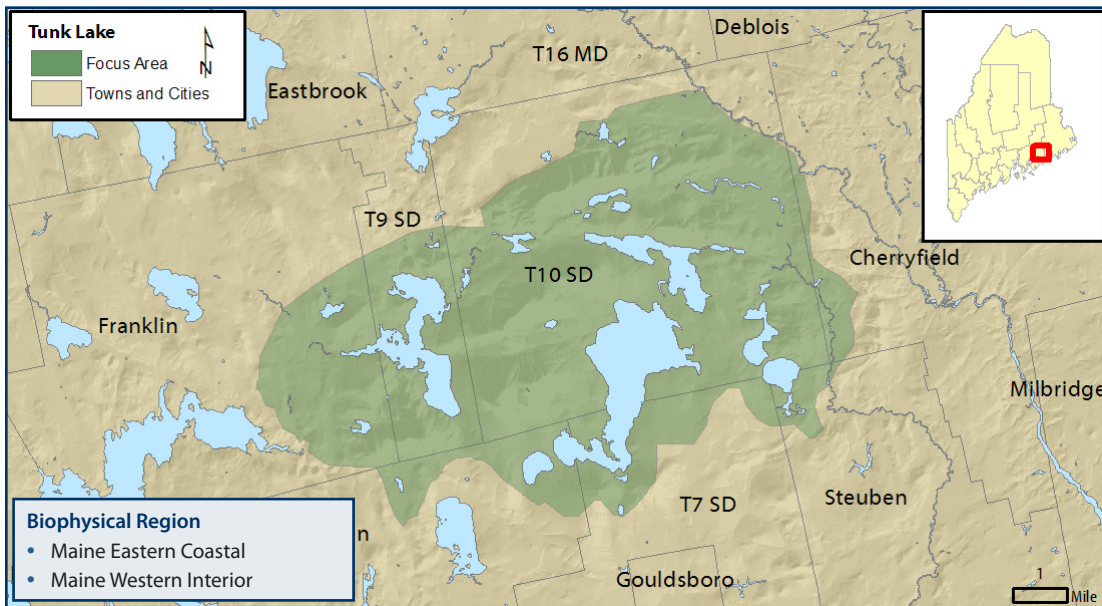 Tunk Lake
N
Focus Area
Towns and Cities
Deblois
T16 MD
Eastbrook
T9 SD
Cherryfield
T10 SD
Franklin
Milbridge
Steuben
T7 SD
n
Gouldsboro
Biophysical Region
• Maine Eastern Coastal
• Maine Western Interior
1
Mile